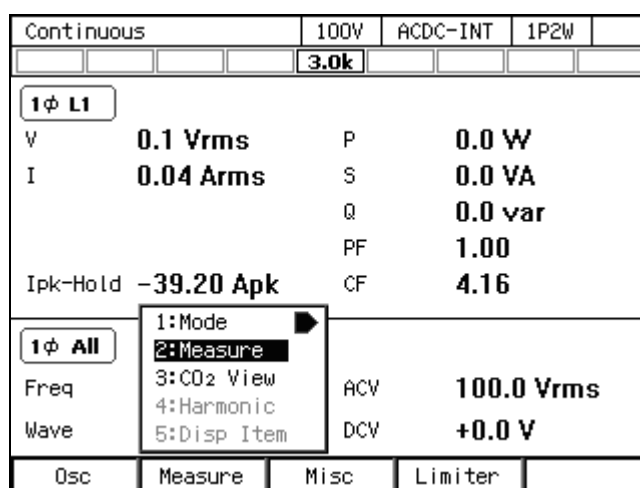 Continuous 100V ACDC-INT 1P2W
3.0k
1ϕ L1
V 0.1 Vrms P 0.0 W
I 0.04 Arms S 0.0 VA
Q 0.0 var
PF 1.00
Ipk-Hold -39.20 Apk CF 4.16
1:Mode
2:Measure
3:CO₂ View
4:Harmonic
5:Disp Item
1ϕ All
Freq ACV 100.0 Vrms
Wave DCV +0.0 V
Osc Measure Misc Limiter